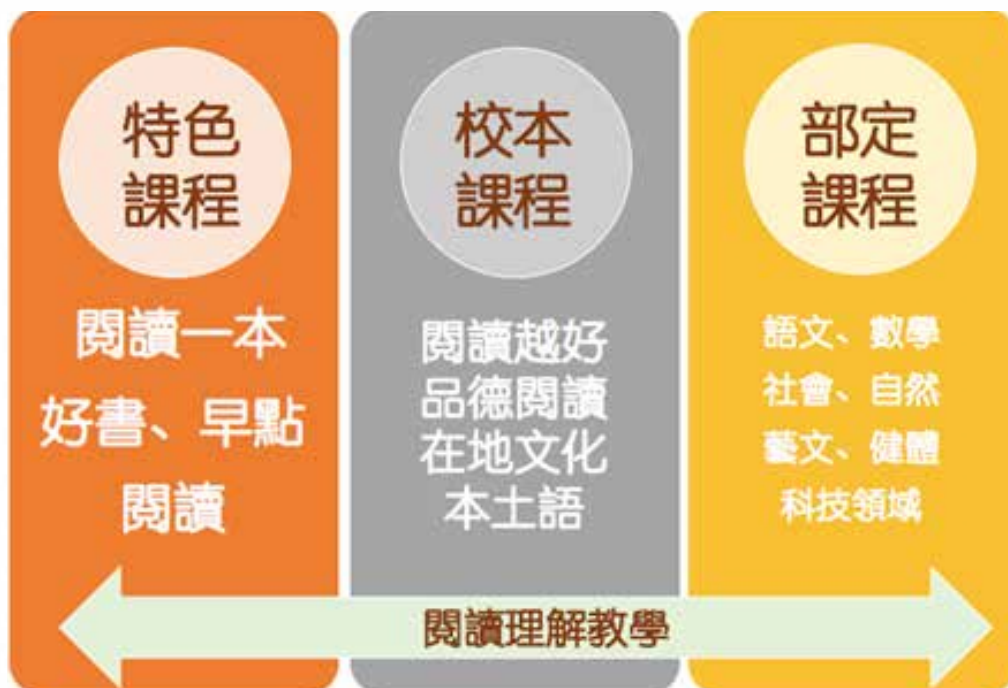 特色
課程
閱讀一本
好書、早點
閱讀
校本
課程
閱讀越好
品德閱讀
在地文化
本土語
部定
課程
語文、數學
社會、自然
藝文、健體
科技領域
閱讀理解教學